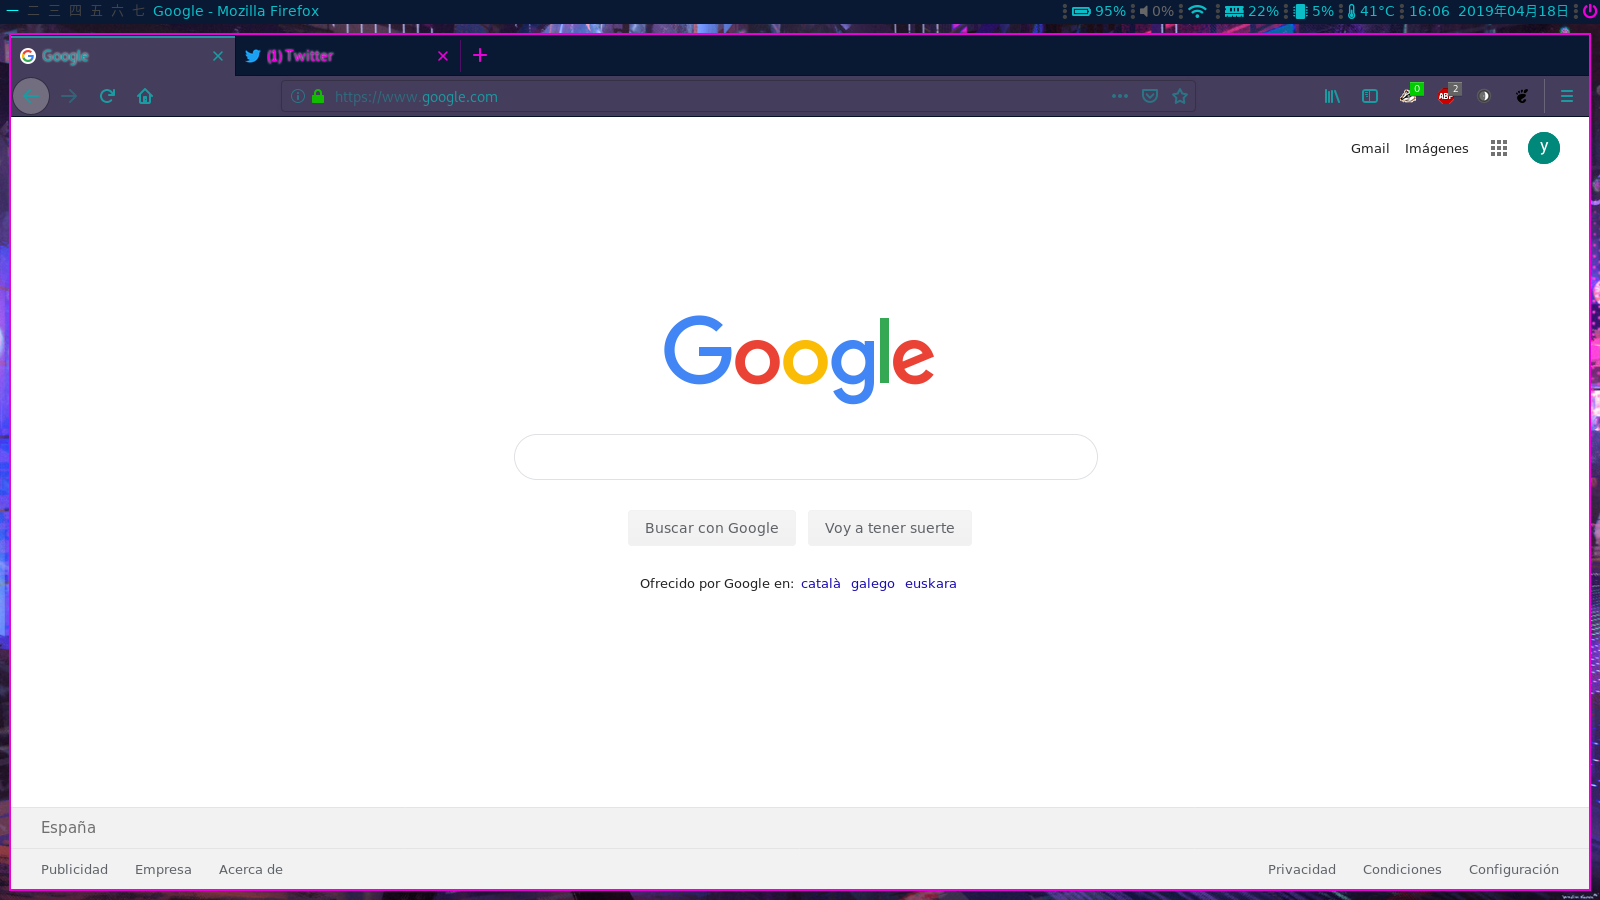 一 二 三 四 五 六 七 Google - Mozilla Firefox 95% 0% 22% 5% 41°C 16:06 2019年04月18日
Google (1) Twitter
https://www.google.com 0 ABP 2
Gmail Imágenes y
Google
Buscar con Google Voy a tener suerte
Ofrecido por Google en: català galego euskara
España
Publicidad Empresa Acerca de Privacidad Condiciones Configuración